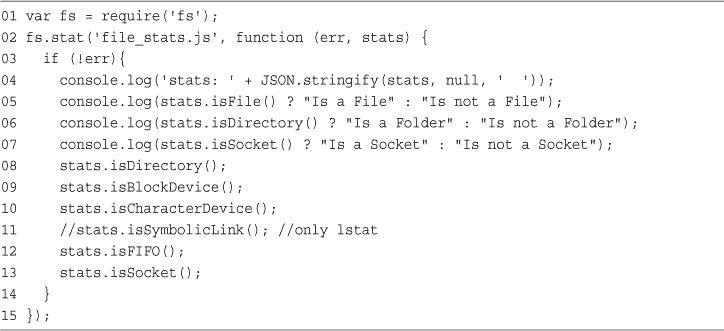 01 var fs = require('fs');
02 fs.stat('file_stats.js', function (err, stats) {
03   if (!err){
04     console.log('stats: ' + JSON.stringify(stats, null, '  '));
05     console.log(stats.isFile() ? "Is a File" : "Is not a File");
06     console.log(stats.isDirectory() ? "Is a Folder" : "Is not a Folder");
07     console.log(stats.isSocket() ? "Is a Socket" : "Is not a Socket");
08     stats.isDirectory();
09     stats.isBlockDevice();
10     stats.isCharacterDevice();
11     //stats.isSymbolicLink(); //only lstat
12     stats.isFIFO();
13     stats.isSocket();
14   }
15 });